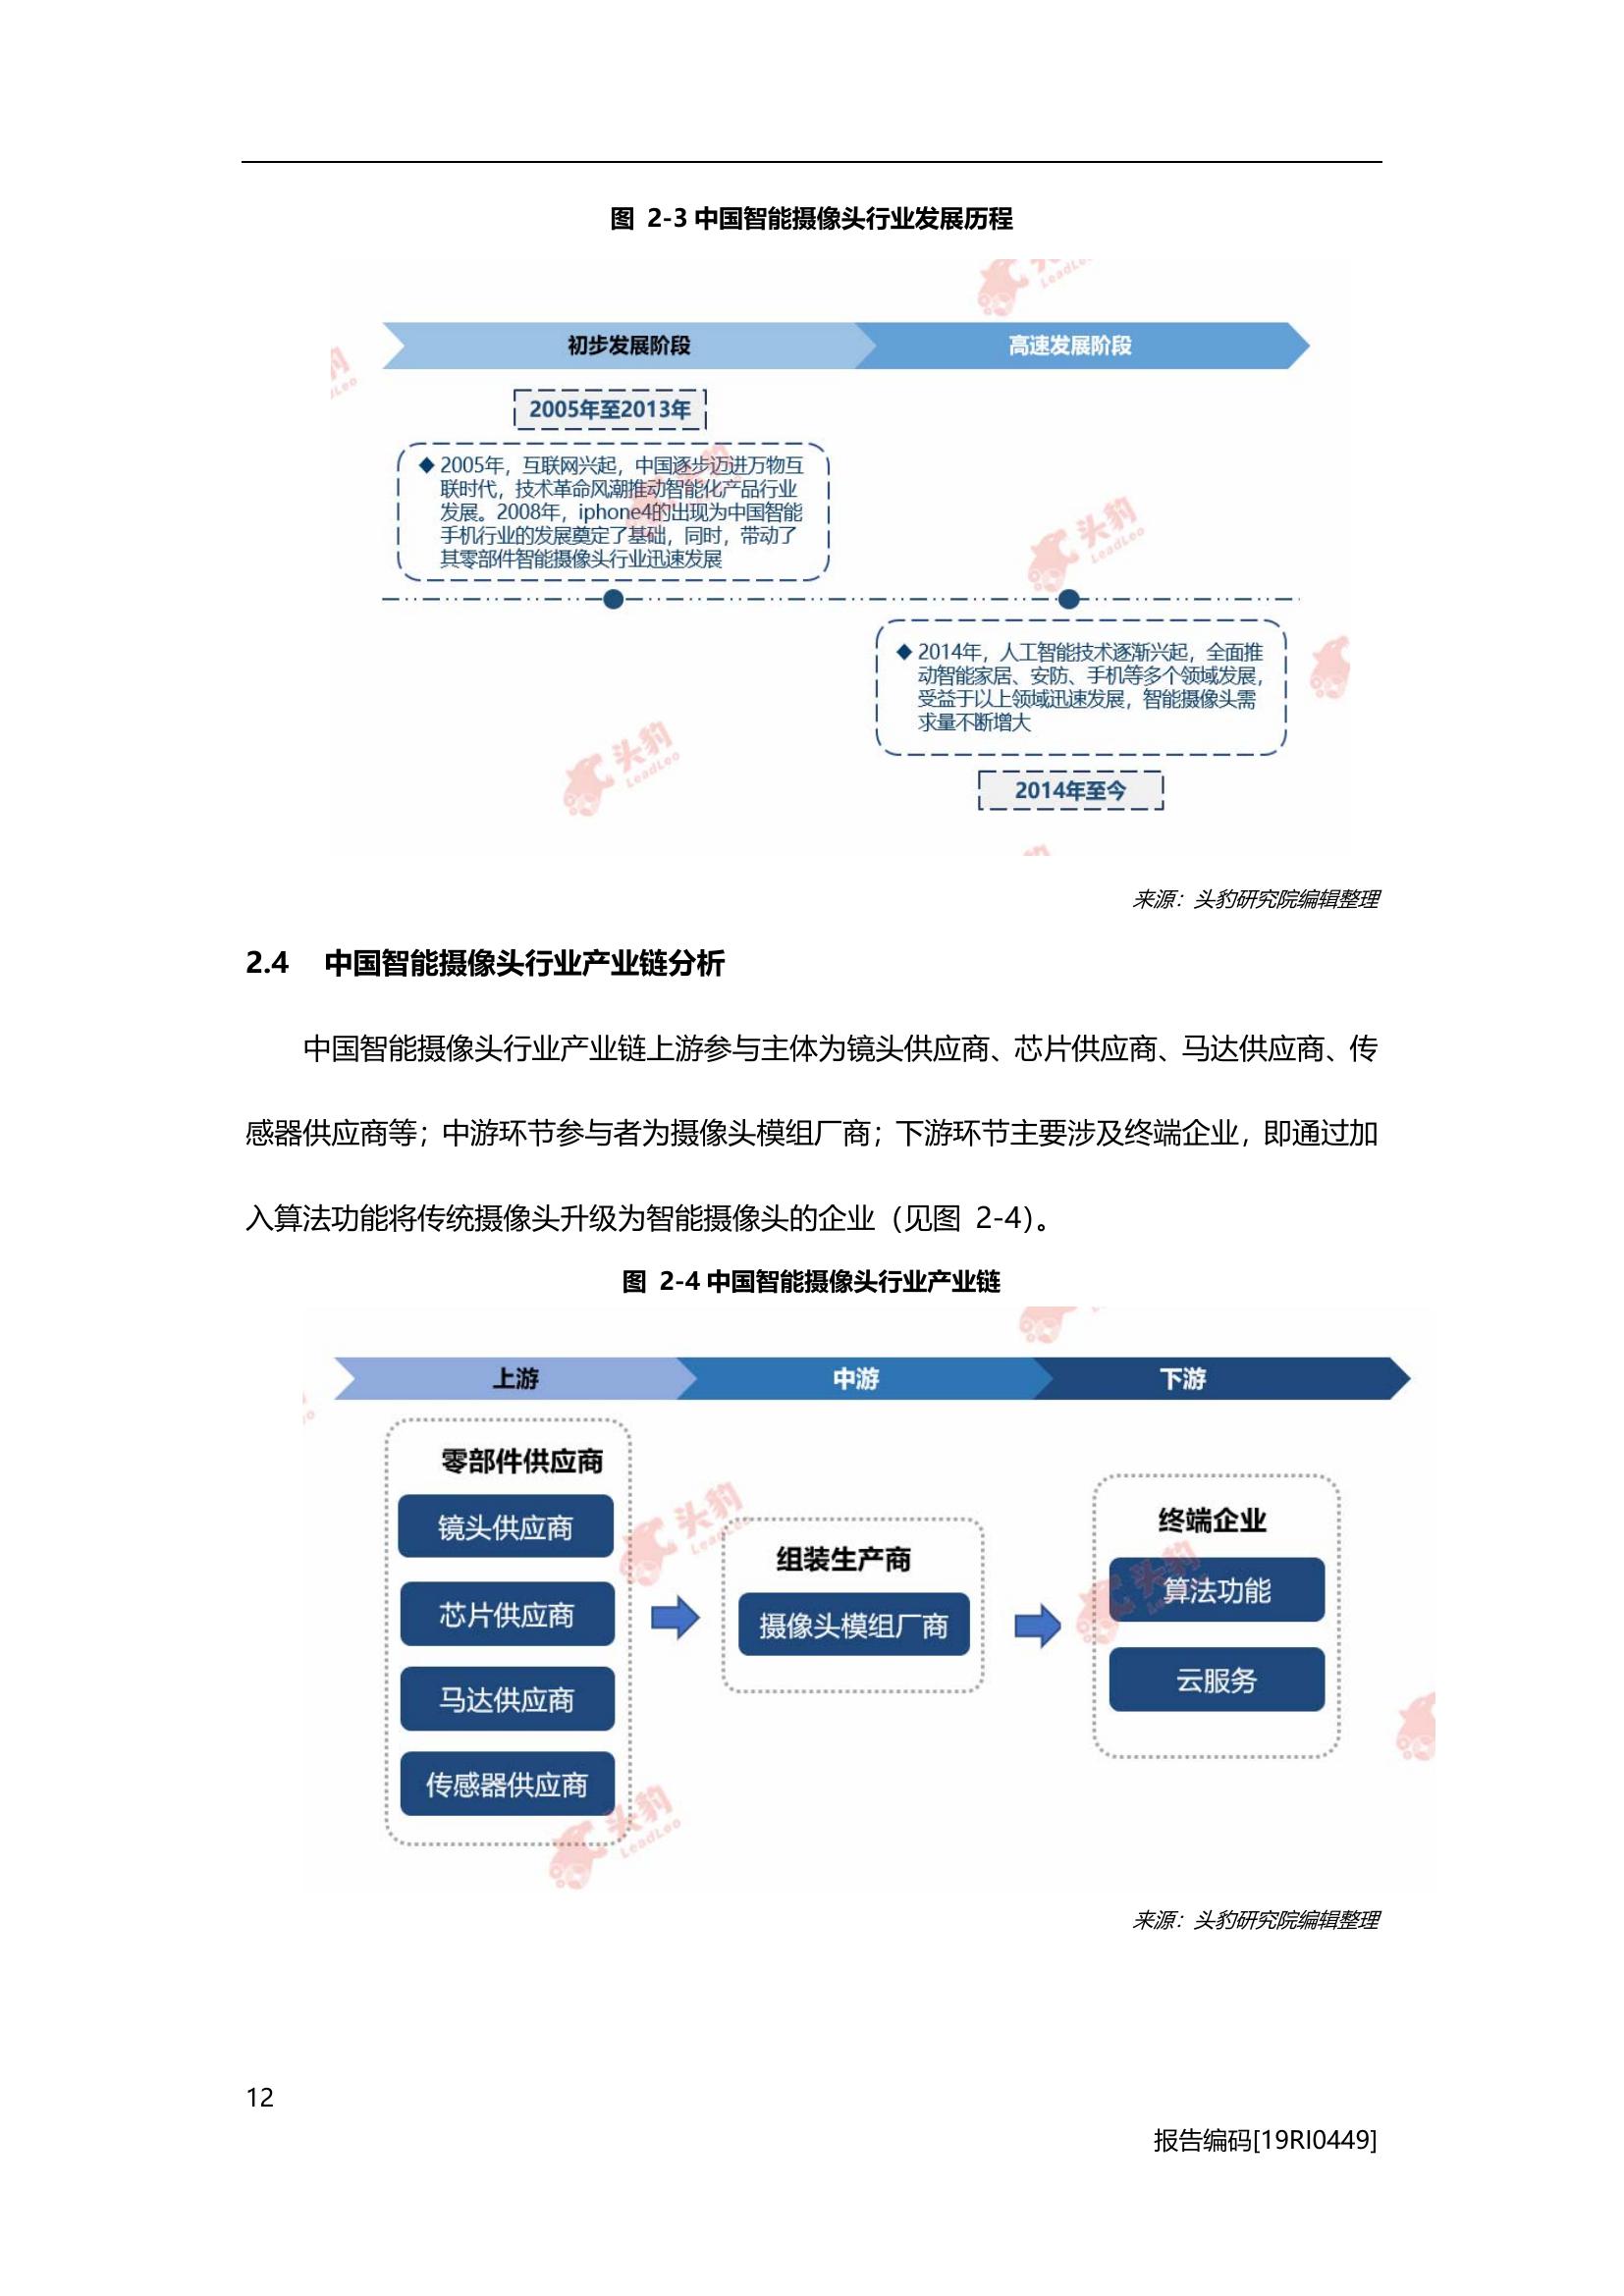 图 2-3 中国智能摄像头行业发展历程
初步发展阶段
高速发展阶段
2005年至2013年
◆ 2005年，互联网兴起，中国逐步迈进万物互
联时代，技术革命风潮推动智能化产品行业
发展。2008年，iphone4的出现为中国智能
手机行业的发展奠定了基础，同时，带动了
其零部件智能摄像头行业迅速发展
◆ 2014年，人工智能技术逐渐兴起，全面推
动智能家居、安防、手机等多个领域发展，
受益于以上领域迅速发展，智能摄像头需
求量不断增大
2014年至今
头豹
LeadLeo
头豹
LeadLeo
来源：头豹研究院编辑整理
2.4 中国智能摄像头行业产业链分析
中国智能摄像头行业产业链上游参与主体为镜头供应商、芯片供应商、马达供应商、传
感器供应商等；中游环节参与者为摄像头模组厂商；下游环节主要涉及终端企业，即通过加
入算法功能将传统摄像头升级为智能摄像头的企业（见图 2-4）。
图 2-4 中国智能摄像头行业产业链
上游
中游
下游
零部件供应商
镜头供应商
芯片供应商
马达供应商
传感器供应商
组装生产商
摄像头模组厂商
终端企业
算法功能
云服务
头豹
LeadLeo
头豹
LeadLeo
来源：头豹研究院编辑整理
12
报告编码[19RI0449]